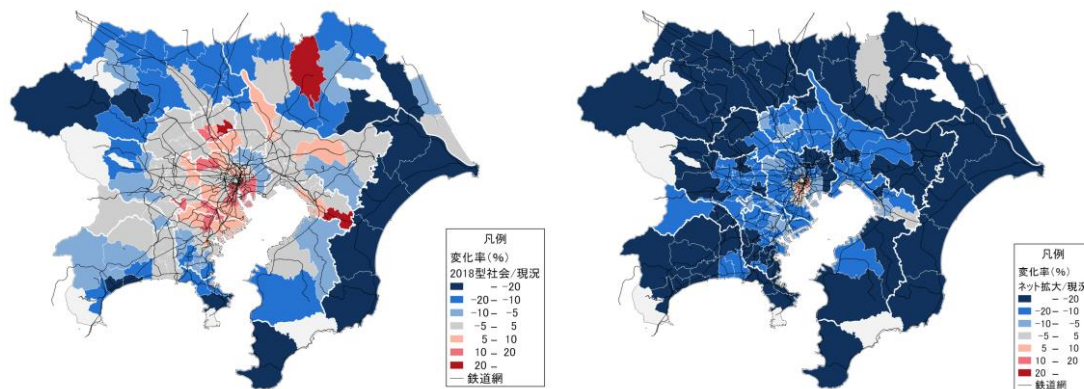 凡例
変化率(%)
2018型社会/現況
– -20
-20 – -10
-10 – -5
-5 – 5
5 – 10
10 – 20
20 –
鉄道網
凡例
変化率(%)
ネット拡大/現況
– -20
-20 – -10
-10 – -5
-5 – 5
5 – 10
10 – 20
20 –
鉄道網